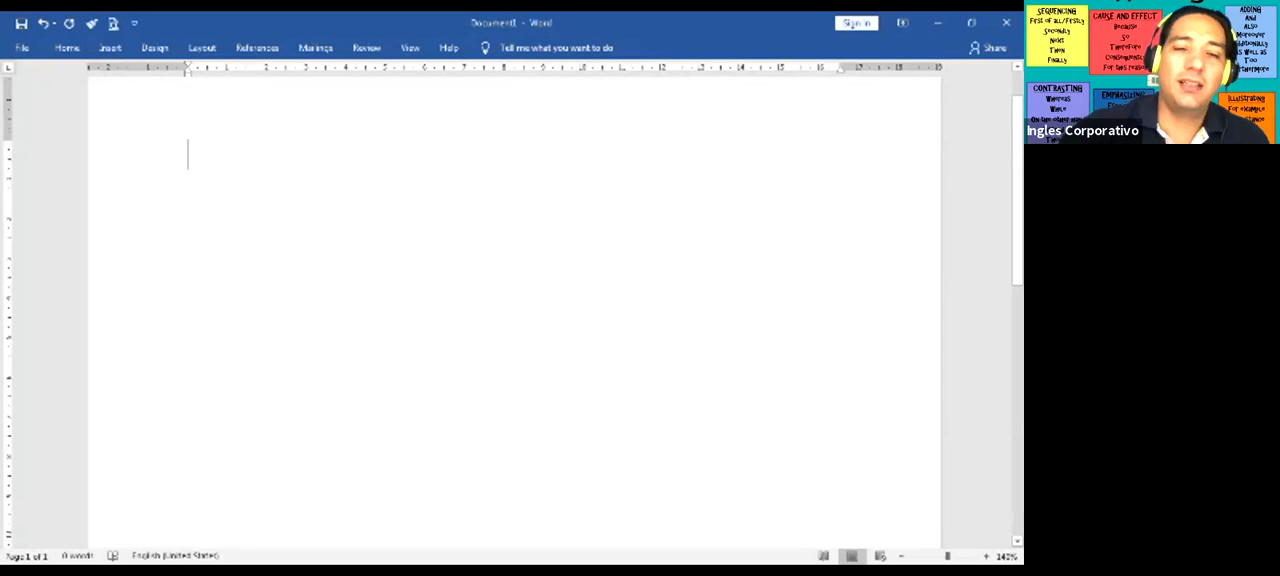 Document1 - Word
Sign in
File Home Insert Design Layout References Mailings Review View Help Tell me what you want to do Share
Page 1 of 1 0 words English (United States) 140%
SEQUENCING
First of all/Firstly
Secondly
Next
Then
Finally
CAUSE AND EFFECT
Because
So
Therefore
Consequently
For this reason
ADDING
And
Also
Moreover
As Well as
Too
CONTRASTING
Whereas
While
EMPHASIZING
ILLUSTRATING
For example
Ingles Corporativo